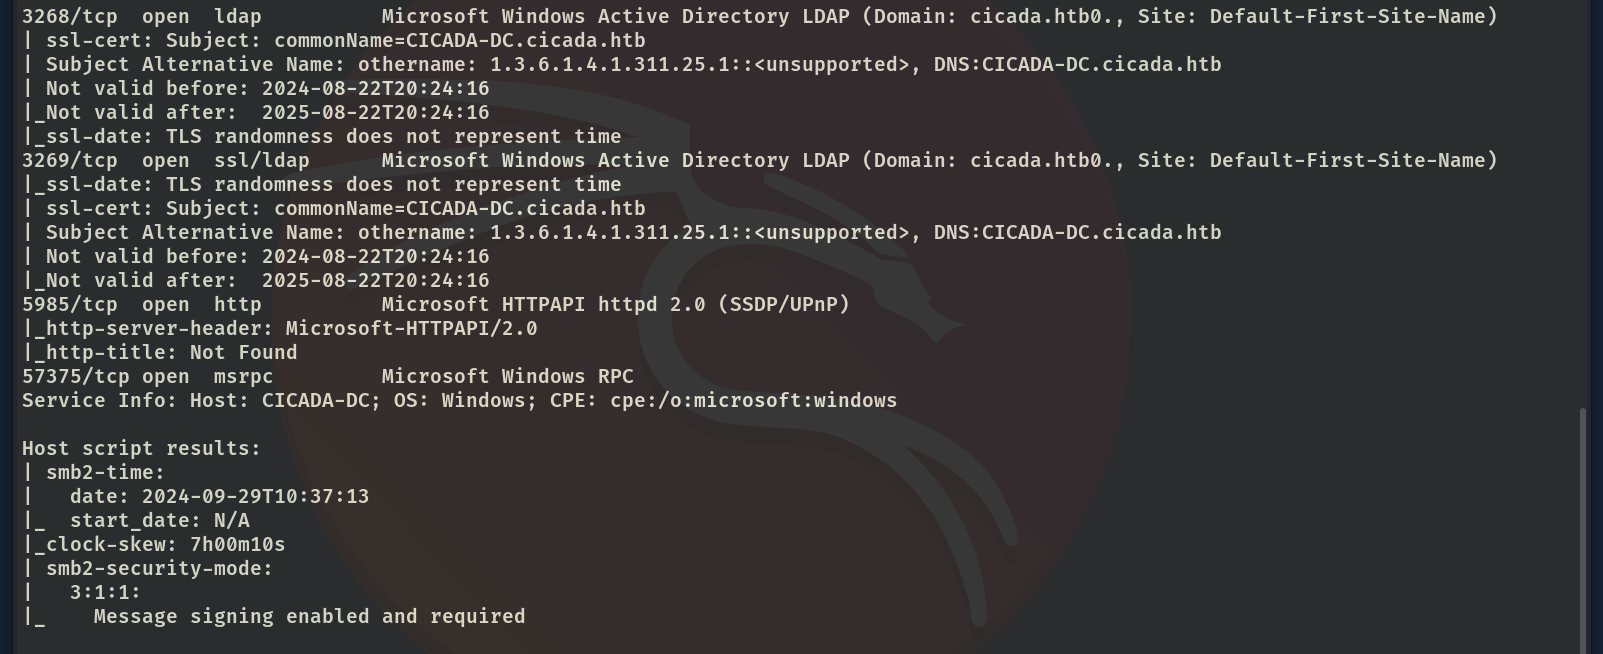 3268/tcp  open  ldap          Microsoft Windows Active Directory LDAP (Domain: cicada.htb0., Site: Default-First-Site-Name)
| ssl-cert: Subject: commonName=CICADA-DC.cicada.htb
| Subject Alternative Name: othername: 1.3.6.1.4.1.311.25.1::<unsupported>, DNS:CICADA-DC.cicada.htb
| Not valid before: 2024-08-22T20:24:16
|_Not valid after:  2025-08-22T20:24:16
|_ssl-date: TLS randomness does not represent time
3269/tcp  open  ssl/ldap      Microsoft Windows Active Directory LDAP (Domain: cicada.htb0., Site: Default-First-Site-Name)
|_ssl-date: TLS randomness does not represent time
| ssl-cert: Subject: commonName=CICADA-DC.cicada.htb
| Subject Alternative Name: othername: 1.3.6.1.4.1.311.25.1::<unsupported>, DNS:CICADA-DC.cicada.htb
| Not valid before: 2024-08-22T20:24:16
|_Not valid after:  2025-08-22T20:24:16
5985/tcp  open  http          Microsoft HTTPAPI httpd 2.0 (SSDP/UPnP)
|_http-server-header: Microsoft-HTTPAPI/2.0
|_http-title: Not Found
57375/tcp open  msrpc         Microsoft Windows RPC
Service Info: Host: CICADA-DC; OS: Windows; CPE: cpe:/o:microsoft:windows

Host script results:
| smb2-time:
|   date: 2024-09-29T10:37:13
|_  start_date: N/A
|_clock-skew: 7h00m10s
| smb2-security-mode:
|   3:1:1:
|_    Message signing enabled and required